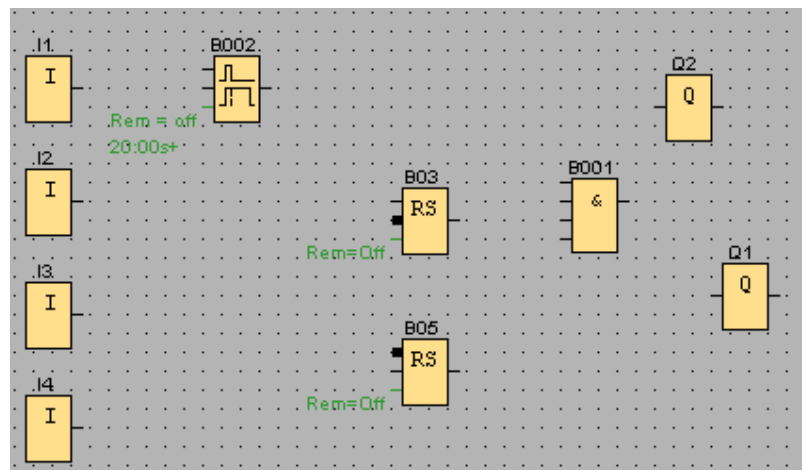 I1
I
B002
Rem = off
20:00s+
Q2
Q
I2
I
B03
RS
Rem=Off
B001
&
Q1
Q
I3
I
B05
RS
Rem=Off
I4
I